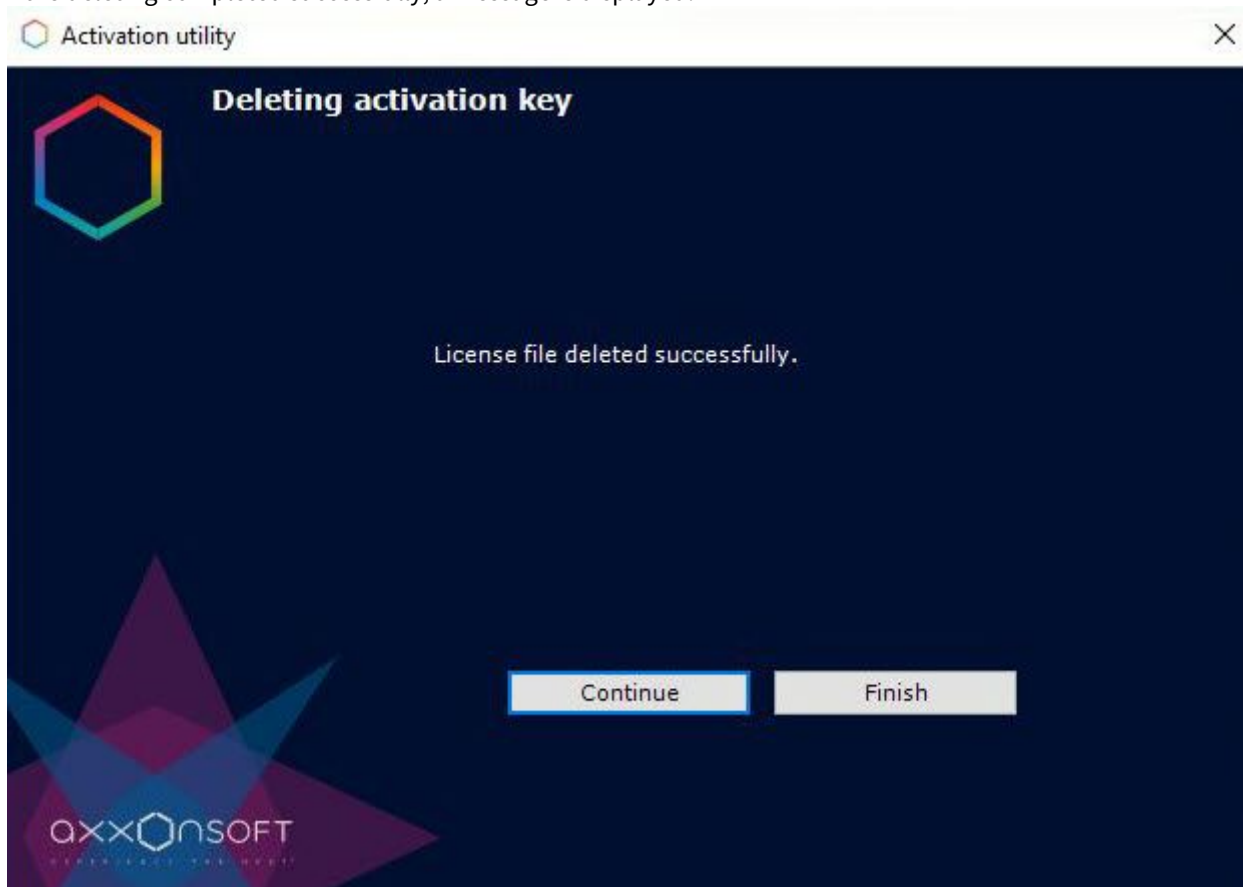 Activation utility
Deleting activation key
License file deleted successfully.
Continue
Finish
axxonsoft